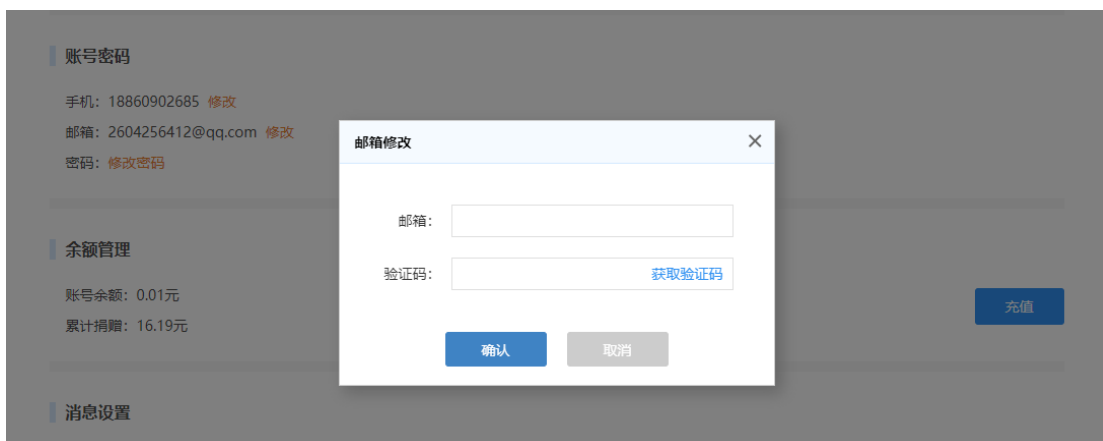 账号密码
手机：18860902685 修改
邮箱：2604256412@qq.com 修改
密码：修改密码
邮箱修改
邮箱：
验证码：
获取验证码
确认
取消
余额管理
账号余额：0.01元
累计捐赠：16.19元
充值
消息设置